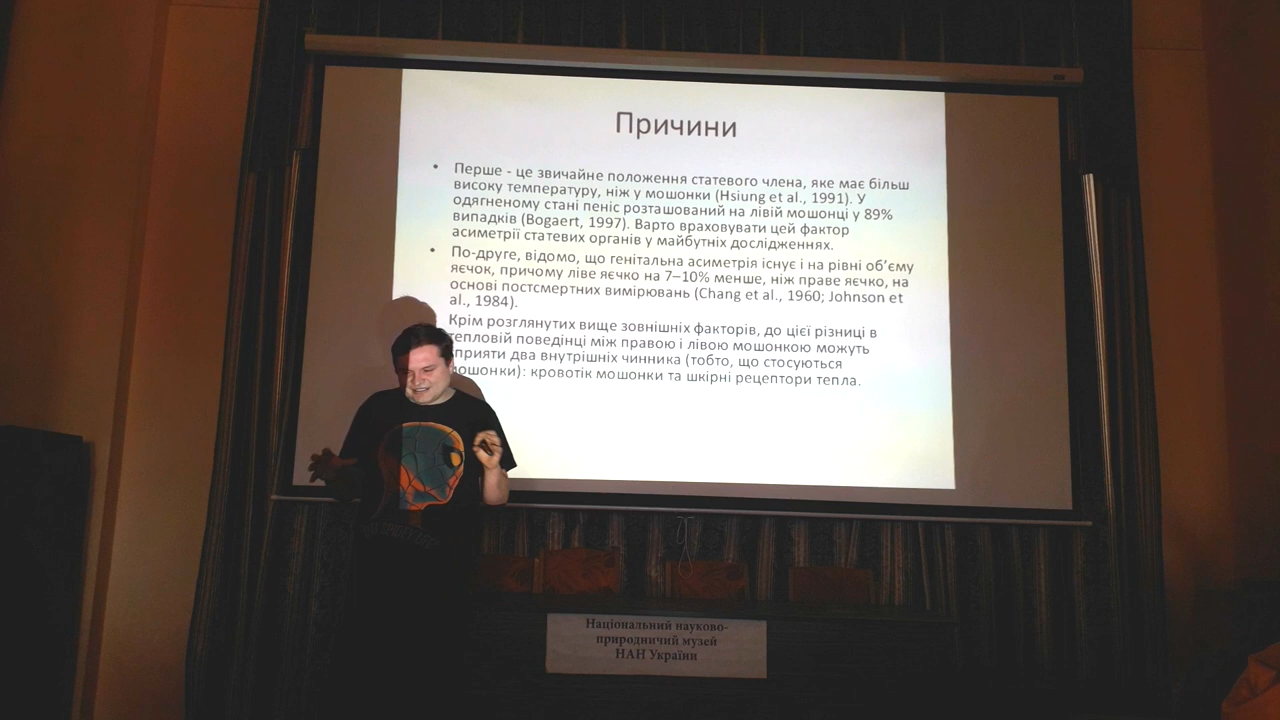 Причини
• Перше - це звичайне положення статевого члена, яке має більш
високу температуру, ніж у мошонки (Hsiung et al., 1991). У
одягненому стані пеніс розташований на лівій мошонці у 89%
випадків (Bogaert, 1997). Варто враховувати цей фактор
асиметрії статевих органів у майбутніх дослідженнях.
• По-друге, відомо, що генітальна асиметрія існує і на рівні об’єму
яєчок, причому ліве яєчко на 7–10% менше, ніж праве яєчко, на
основі постсмертних вимірювань (Chang et al., 1960; Johnson et
al., 1984).
Крім розглянутих вище зовнішніх факторів, до цієї різниці в
тепловій поведінці між правою і лівою мошонкою можуть
сприяти два внутрішніх чинника (тобто, що стосуються
мошонки): кровотік мошонки та шкірні рецептори тепла.
Національний науково-
природничий музей
НАН України